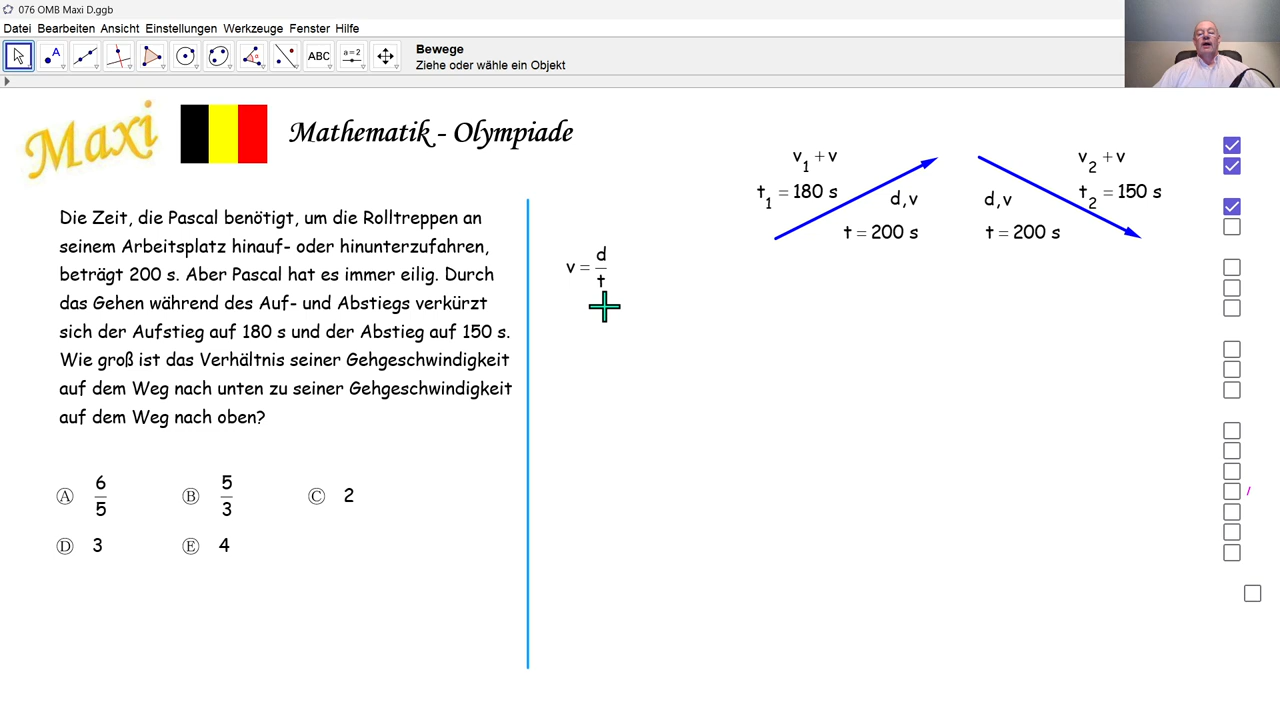 076 OMB Maxi D.ggb
Datei Bearbeiten Ansicht Einstellungen Werkzeuge Fenster Hilfe
A
ABC
a=2
Bewege
Ziehe oder wähle ein Objekt
Maxi
Mathematik - Olympiade
Die Zeit, die Pascal benötigt, um die Rolltreppen an
seinem Arbeitsplatz hinauf- oder hinunterzufahren,
beträgt 200 s. Aber Pascal hat es immer eilig. Durch
das Gehen während des Auf- und Abstiegs verkürzt
sich der Aufstieg auf 180 s und der Abstieg auf 150 s.
Wie groß ist das Verhältnis seiner Gehgeschwindigkeit
auf dem Weg nach unten zu seiner Gehgeschwindigkeit
auf dem Weg nach oben?
Ⓐ 6/5 Ⓑ 5/3 Ⓒ 2
Ⓓ 3 Ⓔ 4
v = d/t
v₁ + v
t₁ = 180 s
d,v
t = 200 s
v₂ + v
t₂ = 150 s
d,v
t = 200 s